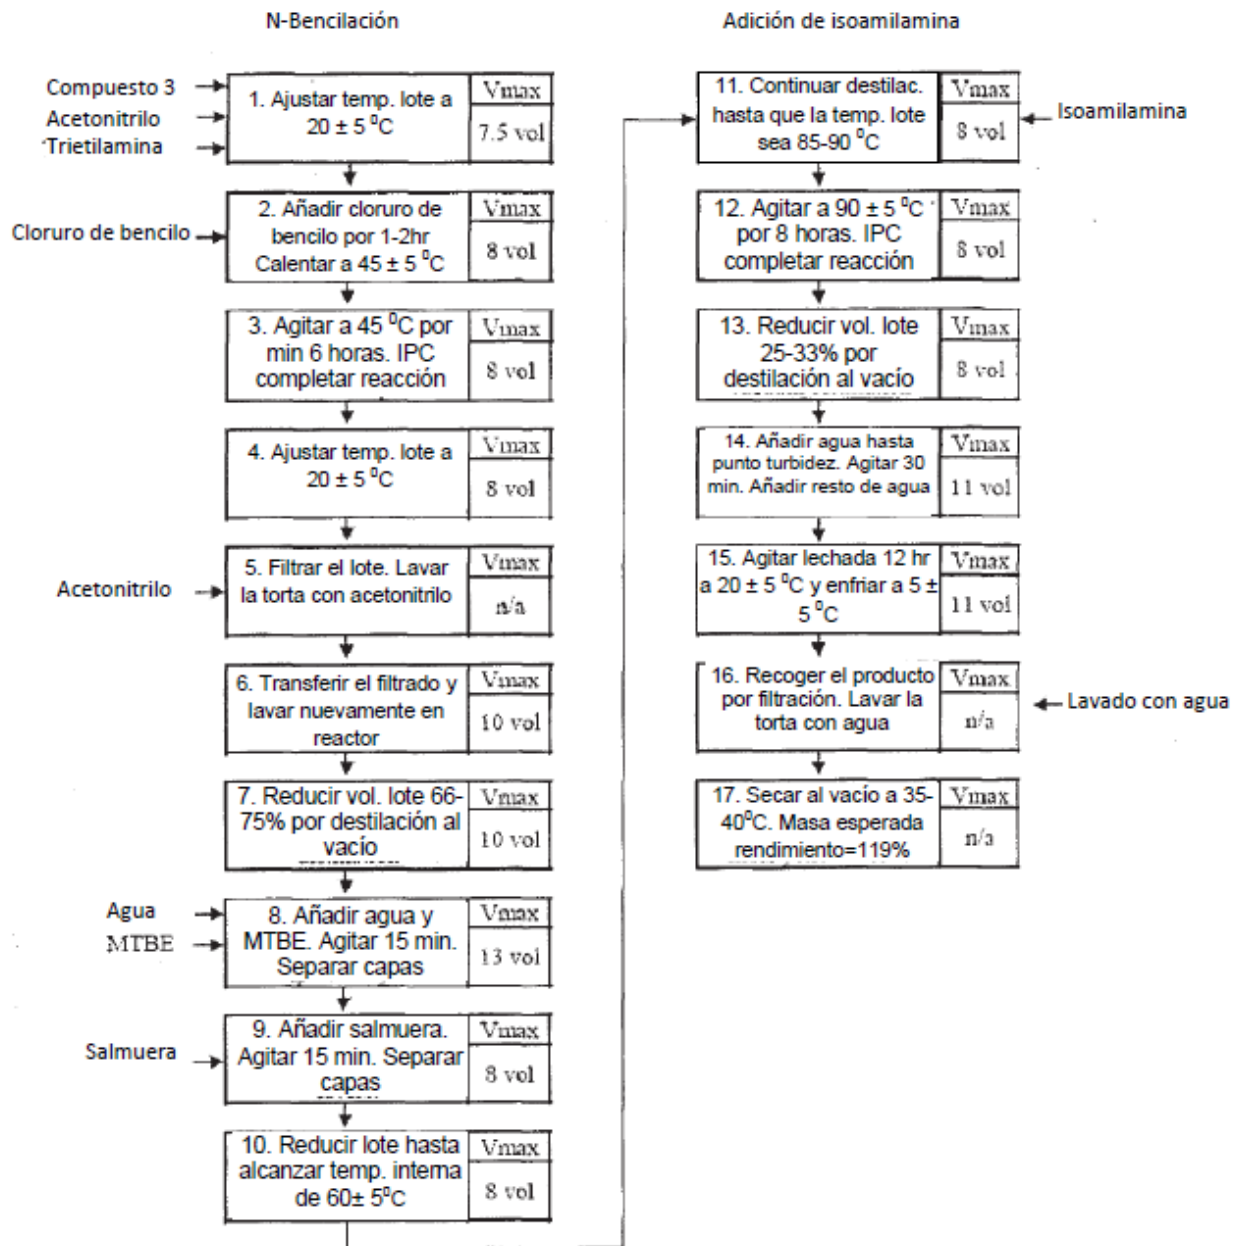 N-Bencilación
Compuesto 3
Acetonitrilo
Trietilamina
1. Ajustar temp. lote a
20 ± 5 ⁰C
Vmax
7.5 vol
Cloruro de bencilo
2. Añadir cloruro de
bencilo por 1-2hr
Calentar a 45 ± 5 ⁰C
Vmax
8 vol
3. Agitar a 45 ⁰C por
min 6 horas. IPC
completar reacción
Vmax
8 vol
4. Ajustar temp. lote a
20 ± 5 ⁰C
Vmax
8 vol
Acetonitrilo
5. Filtrar el lote. Lavar
la torta con acetonitrilo
Vmax
n/a
6. Transferir el filtrado y
lavar nuevamente en
reactor
Vmax
10 vol
7. Reducir vol. lote 66-
75% por destilación al
vacío
Vmax
10 vol
Agua
MTBE
8. Añadir agua y
MTBE. Agitar 15 min.
Separar capas
Vmax
13 vol
Salmuera
9. Añadir salmuera.
Agitar 15 min. Separar
capas
Vmax
8 vol
10. Reducir lote hasta
alcanzar temp. interna
de 60± 5⁰C
Vmax
8 vol
Adición de isoamilamina
11. Continuar destilac.
hasta que la temp. lote
sea 85-90 ⁰C
Vmax
8 vol
Isoamilamina
12. Agitar a 90 ± 5 ⁰C
por 8 horas. IPC
completar reacción
Vmax
8 vol
13. Reducir vol. lote
25-33% por
destilación al vacío
Vmax
8 vol
14. Añadir agua hasta
punto turbidez. Agitar 30
min. Añadir resto de agua
Vmax
11 vol
15. Agitar lechada 12 hr
a 20 ± 5 ⁰C y enfriar a 5 ±
5 ⁰C
Vmax
11 vol
16. Recoger el producto
por filtración. Lavar la
torta con agua
Vmax
n/a
Lavado con agua
17. Secar al vacío a 35-
40⁰C. Masa esperada
rendimiento=119%
Vmax
n/a